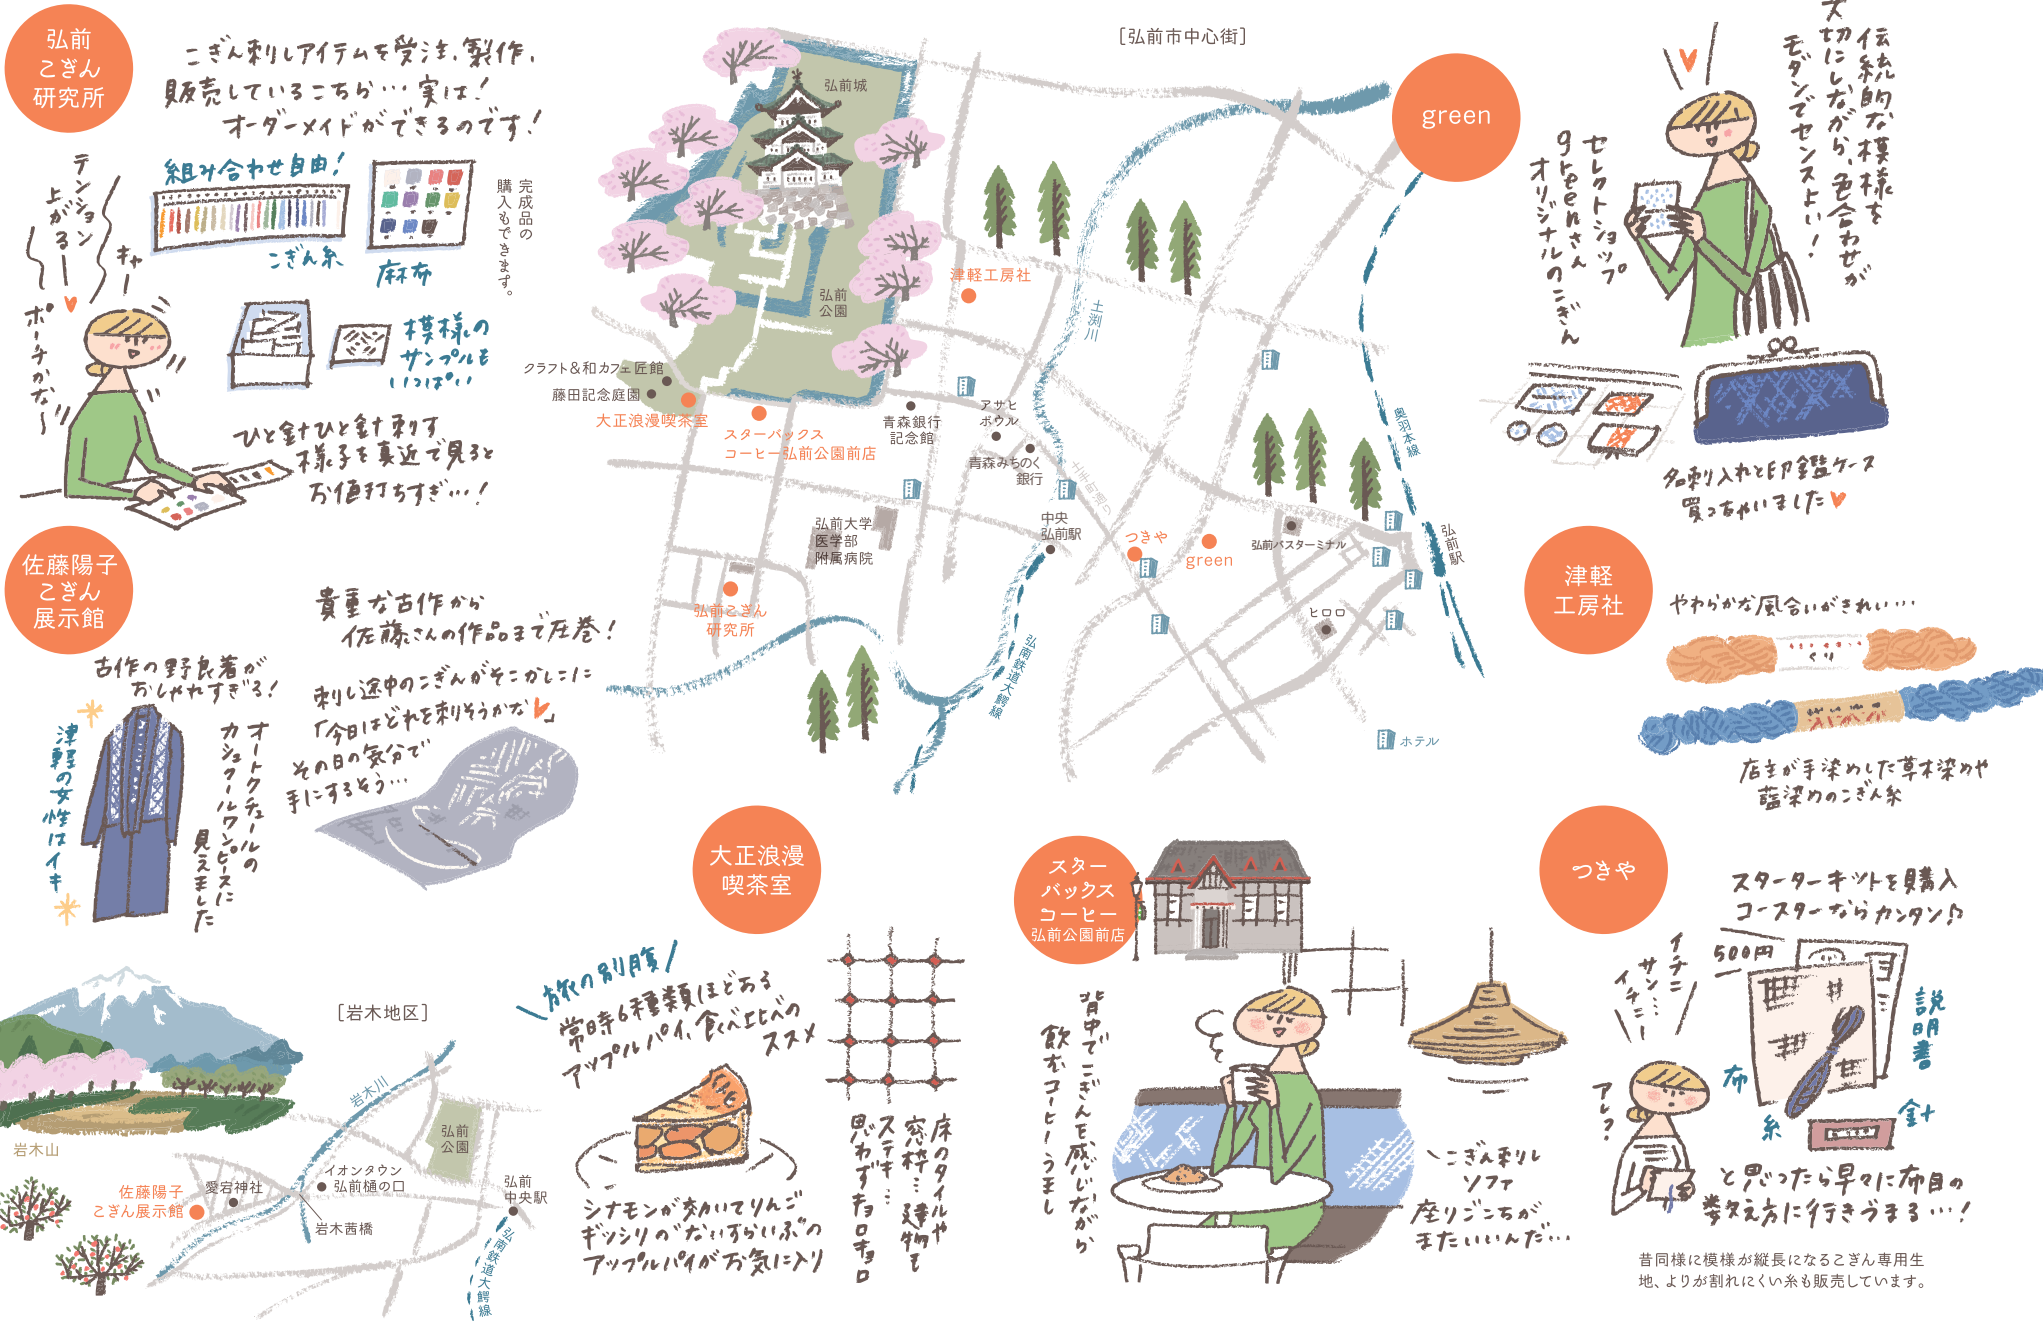 弘前
こぎん
研究所
こぎん刺しアイテムを受注、製作、
販売しているこちら…実は！
オーダーメイドができるのです！
組み合わせ自由！
こぎん糸
麻布
完成品の
購入もできます。
テンション
上がるー♥
キャー
ポーチかな〜
模様の
サンプルも
いっぱい
ひと針ひと針刺す
様子を真近で見ると
お値打ちすぎ…！
佐藤陽子
こぎん
展示館
貴重な古作から
佐藤さんの作品まで圧巻！
古作の野良着が
おしゃれすぎる！
津軽の女性はイキ
オートクチュールの
カシュクールワンピースに
見えました
刺し途中のこぎんがそこかしこに
「今日はどれを刺そうかな♥」
その日の気分で
手にするそう…
[弘前市中心街]
弘前城
弘前
公園
津軽工房社
土淵川
クラフト＆和カフェ匠館
藤田記念庭園
大正浪漫喫茶室
スターバックス
コーヒー弘前公園前店
青森銀行
記念館
アサヒ
ボウル
青森みちのく
銀行
土手町通り
奥羽本線
弘前大学
医学部
附属病院
中央
弘前駅
つきや
green
弘前バスターミナル
弘前駅
弘前こぎん
研究所
ヒロロ
弘南鉄道大鰐線
ホテル
green
伝統的な模様を
大切にしながら、色合わせが
モダンでセンスよい！
セレクトショップ
greenさん
オリジナルのこぎん
名刺入れと印鑑ケース
買っちゃいました♥
津軽
工房社
やわらかな風合いがきれい…
くり
店主が手染めした草木染めや
藍染めのこぎん糸
[岩木地区]
岩木山
岩木川
弘前
公園
イオンタウン
弘前樋の口
愛宕神社
佐藤陽子
こぎん展示館
岩木茜橋
弘前
中央駅
弘南鉄道大鰐線
大正浪漫
喫茶室
旅の別腹
常時6種類ほどある
アップルパイ、食べ比べの
ススメ
シナモンが効いてりんご
ギッシリの“ないすらいぶ”の
アップルパイがお気に入り
床のタイルや
窓枠…建物も
ステキ…
思わずキョロキョロ
スター
バックス
コーヒー
弘前公園前店
背中でこぎんを感じながら
飲むコーヒーうまし
こぎん刺し
ソファ
座りごこちが
またいいんだ…
つきや
スターターキットを購入
コースターならカンタン!?
500円
説明書
布
糸
針
イチニ
サン…
イチニー
アレ？
と思ったら早々に布目の
数え方に行きづまる…！
昔同様に模様が縦長になるこぎん専用生
地、よりが割れにくい糸も販売しています。